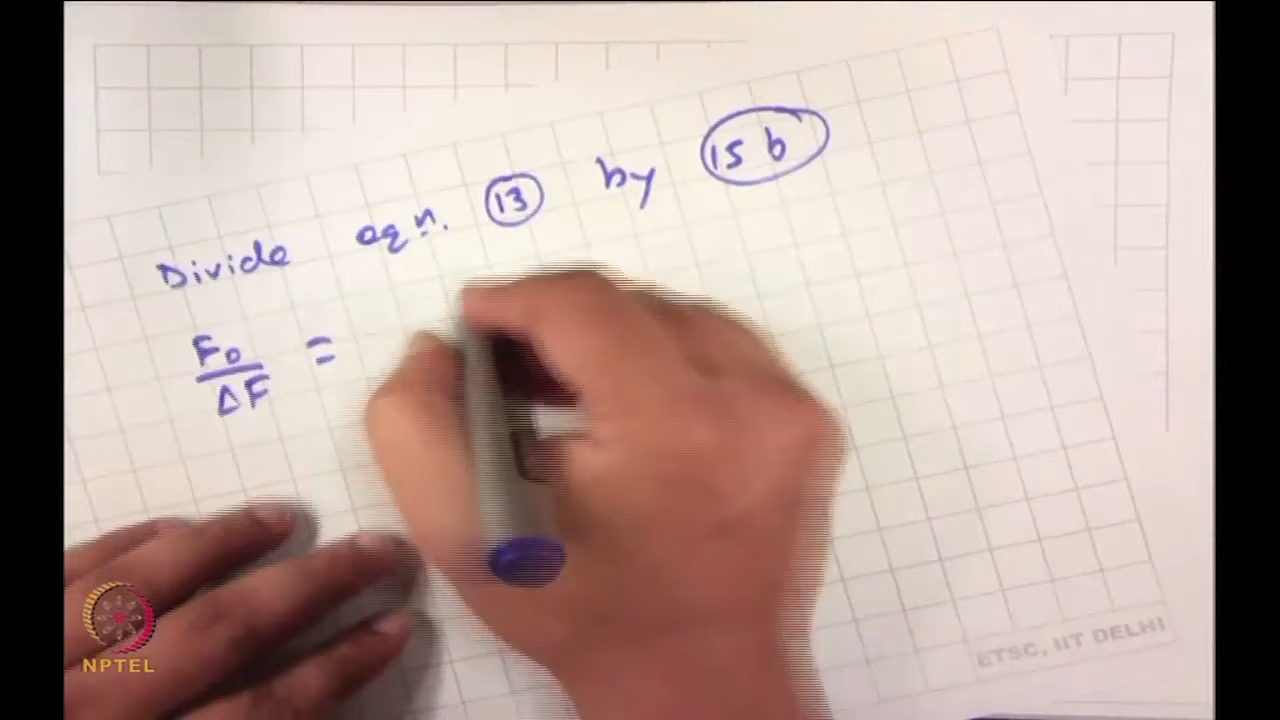 Divide eqn. 13 by 15 b
F0/ΔF =
ETSC, IIT DELHI
NPTEL